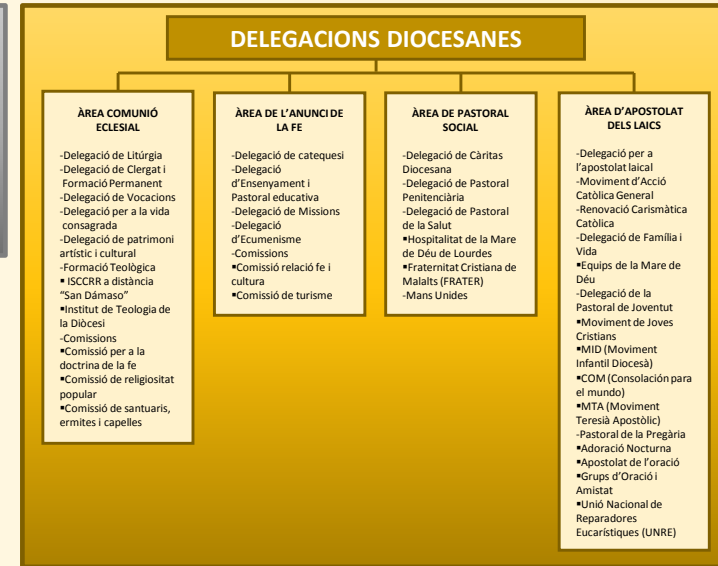 DELEGACIONS DIOCESANES
ÀREA COMUNIÓ
ECLESIAL
-Delegació de Litúrgia
-Delegació de Clergat i
Formació Permanent
-Delegació de Vocacions
-Delegació per a la vida
consagrada
-Delegació de patrimoni
artístic i cultural
-Formació Teològica
▪ ISCCRR a distància
“San Dámaso”
▪Institut de Teologia de
la Diòcesi
-Comissions
▪Comissió per a la
doctrina de la fe
▪Comissió de religiositat
popular
▪Comissió de santuaris,
ermites i capelles
ÀREA DE L’ANUNCI DE
LA FE
-Delegació de catequesi
-Delegació
d’Ensenyament i
Pastoral educativa
-Delegació de Missions
-Delegació
d’Ecumenisme
-Comissions
▪Comissió relació fe i
cultura
▪Comissió de turisme
ÀREA DE PASTORAL
SOCIAL
-Delegació de Càritas
Diocesana
-Delegació de Pastoral
Penitenciària
-Delegació de Pastoral
de la Salut
▪Hospitalitat de la Mare
de Déu de Lourdes
▪Fraternitat Cristiana de
Malalts (FRATER)
-Mans Unides
ÀREA D’APOSTOLAT
DELS LAICS
-Delegació per a
l’apostolat laical
-Moviment d’Acció
Catòlica General
-Renovació Carismàtica
Catòlica
-Delegació de Família i
Vida
▪Equips de la Mare de
Déu
-Delegació de la
Pastoral de Joventut
▪Moviment de Joves
Cristians
▪MID (Moviment
Infantil Diocesà)
▪COM (Consolación para
el mundo)
▪MTA (Moviment
Teresià Apostòlic)
-Pastoral de la Pregària
▪Adoració Nocturna
▪Apostolat de l’oració
▪Grups d’Oració i
Amistat
▪Unió Nacional de
Reparadores
Eucarístiques (UNRE)